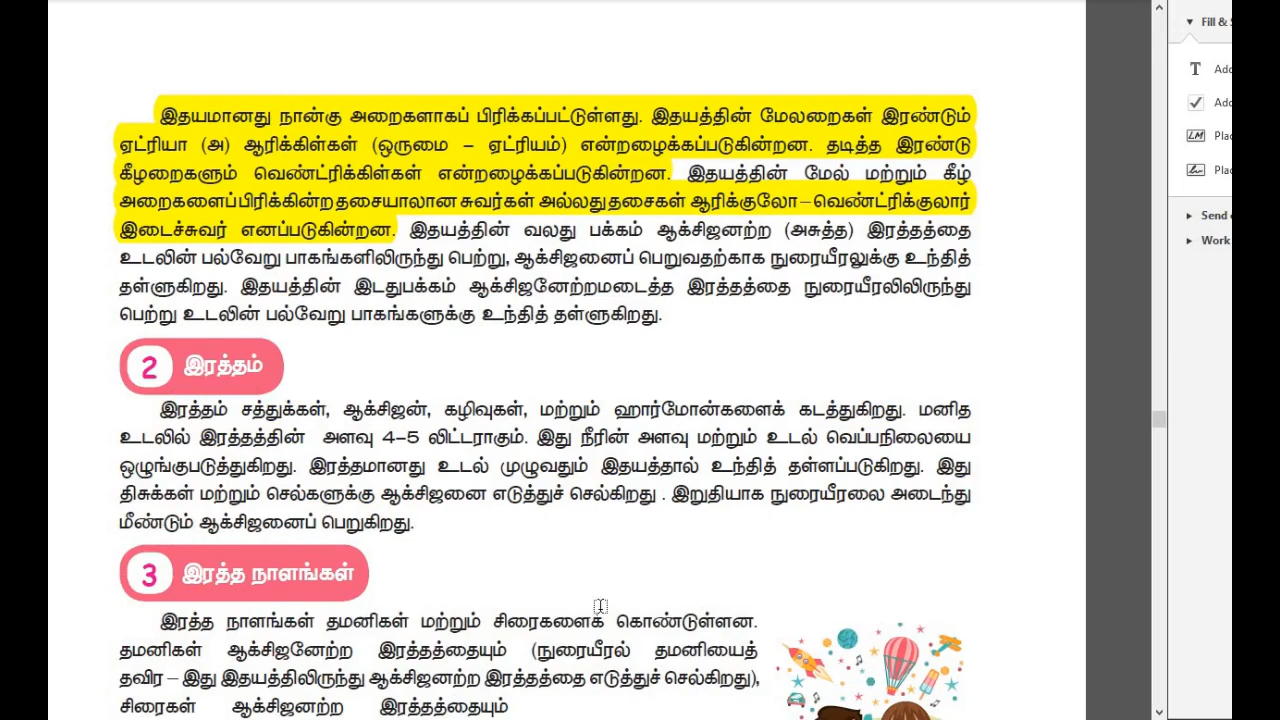 இதயமானது நான்கு அறைகளாகப் பிரிக்கப்பட்டுள்ளது. இதயத்தின் மேலறைகள் இரண்டும்
ஏட்ரியா (அ) ஆரிக்கிள்கள் (ஒருமை – ஏட்ரியம்) என்றழைக்கப்படுகின்றன. தடித்த இரண்டு
கீழறைகளும் வெண்ட்ரிக்கிள்கள் என்றழைக்கப்படுகின்றன. இதயத்தின் மேல் மற்றும் கீழ்
அறைகளைப்பிரிக்கின்ற தசையாலான சுவர்கள் அல்லது தசைகள் ஆரிக்குலோ – வெண்ட்ரிக்குலார்
இடைச்சுவர் எனப்படுகின்றன. இதயத்தின் வலது பக்கம் ஆக்சிஜனற்ற (அசுத்த) இரத்தத்தை
உடலின் பல்வேறு பாகங்களிலிருந்து பெற்று, ஆக்சிஜனைப் பெறுவதற்காக நுரையீரலுக்கு உந்தித்
தள்ளுகிறது. இதயத்தின் இடதுபக்கம் ஆக்சிஜனேற்றமடைத்த இரத்தத்தை நுரையீரலிலிருந்து
பெற்று உடலின் பல்வேறு பாகங்களுக்கு உந்தித் தள்ளுகிறது.
2 இரத்தம்
இரத்தம் சத்துக்கள், ஆக்சிஜன், கழிவுகள், மற்றும் ஹார்மோன்களைக் கடத்துகிறது. மனித
உடலில் இரத்தத்தின் அளவு 4–5 லிட்டராகும். இது நீரின் அளவு மற்றும் உடல் வெப்பநிலையை
ஒழுங்குபடுத்துகிறது. இரத்தமானது உடல் முழுவதும் இதயத்தால் உந்தித் தள்ளப்படுகிறது. இது
திசுக்கள் மற்றும் செல்களுக்கு ஆக்சிஜனை எடுத்துச் செல்கிறது . இறுதியாக நுரையீரலை அடைந்து
மீண்டும் ஆக்சிஜனைப் பெறுகிறது.
3 இரத்த நாளங்கள்
இரத்த நாளங்கள் தமனிகள் மற்றும் சிரைகளைக் கொண்டுள்ளன.
தமனிகள் ஆக்சிஜனேற்ற இரத்தத்தையும் (நுரையீரல் தமனியைத்
தவிர – இது இதயத்திலிருந்து ஆக்சிஜனற்ற இரத்தத்தை எடுத்துச் செல்கிறது),
சிரைகள் ஆக்சிஜனற்ற இரத்தத்தையும்
Fill &
T Add
Add
Plac
Plac
Send
Work